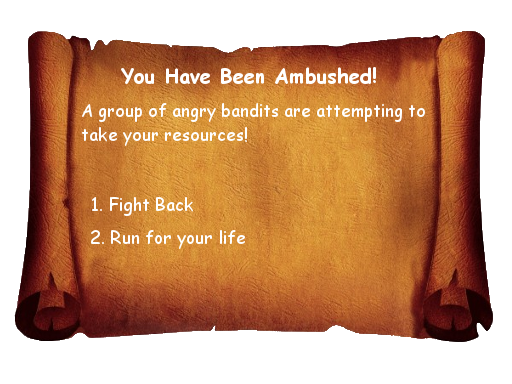 You Have Been Ambushed!
A group of angry bandits are attempting to
take your resources!
1. Fight Back
2. Run for your life